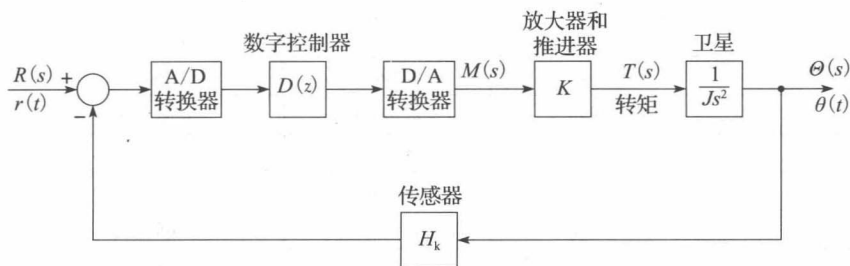 放大器和
推进器
卫星
数字控制器
R(s) +
r(t)
−
A/D
转换器
D(z)
D/A
转换器
M(s)
K
T(s)
转矩
1
Js²
Θ(s)
θ(t)
传感器
Hk